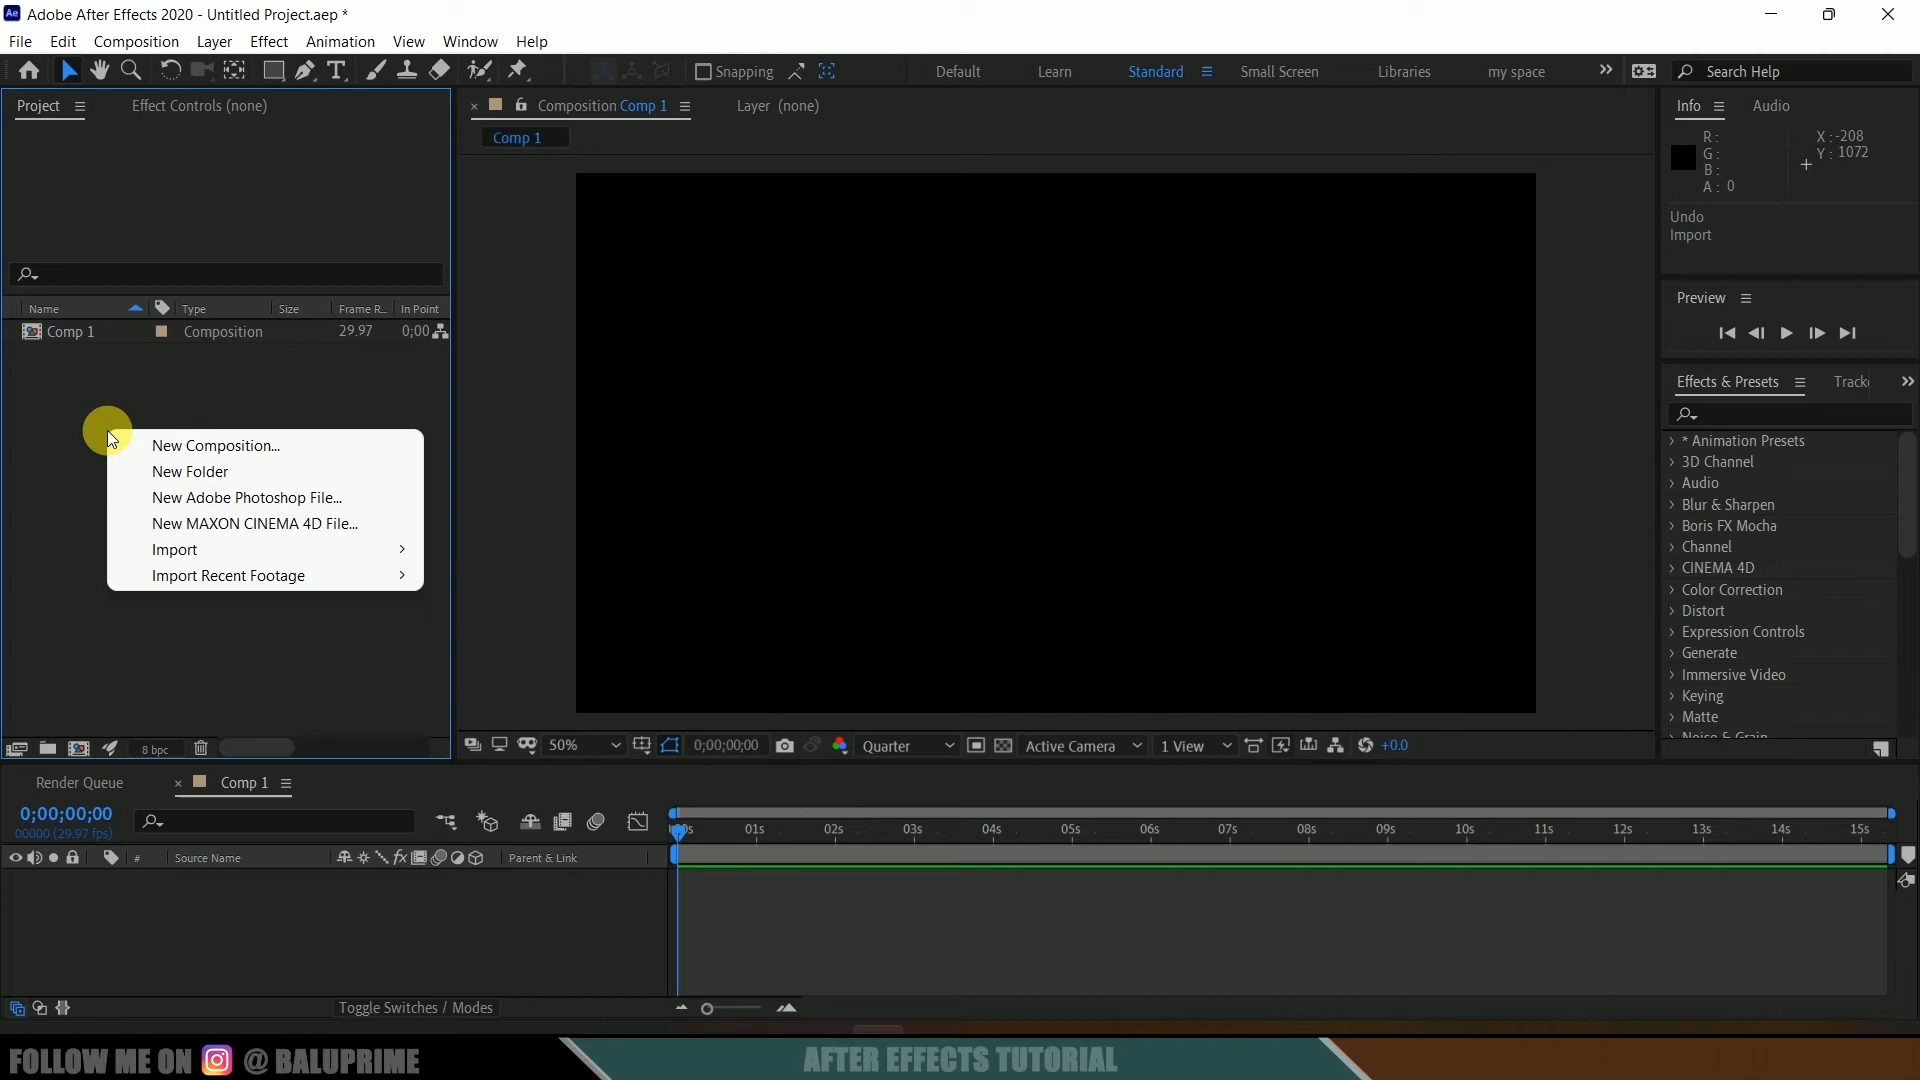 Ae Adobe After Effects 2020 - Untitled Project.aep *
File Edit Composition Layer Effect Animation View Window Help
Snapping Default Learn Standard Small Screen Libraries my space Search Help
Project Effect Controls (none)
Composition Comp 1 Layer (none)
Comp 1
Info Audio
R :
G :
B :
A : 0
X : -208
Y : 1072
Undo
Import
Name Type Size Frame R... In Point
Comp 1 Composition 29.97 0;00
New Composition...
New Folder
New Adobe Photoshop File...
New MAXON CINEMA 4D File...
Import
Import Recent Footage
8 bpc
50% 0;00;00;00 Quarter Active Camera 1 View +0.0
Preview
Effects & Presets Track
* Animation Presets
3D Channel
Audio
Blur & Sharpen
Boris FX Mocha
Channel
CINEMA 4D
Color Correction
Distort
Expression Controls
Generate
Immersive Video
Keying
Matte
Noise & Grain
Render Queue Comp 1
0;00;00;00
00000 (29.97 fps)
# Source Name fx Parent & Link
01s 02s 03s 04s 05s 06s 07s 08s 09s 10s 11s 12s 13s 14s 15s
Toggle Switches / Modes
FOLLOW ME ON @ BALUPRIME
AFTER EFFECTS TUTORIAL